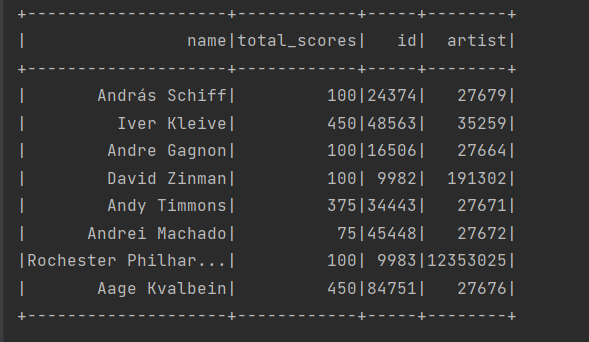 +--------------------+------------+-----+--------+
|                name|total_scores|   id|  artist|
+--------------------+------------+-----+--------+
|       András Schiff|         100|24374|   27679|
|         Iver Kleive|         450|48563|   35259|
|        Andre Gagnon|         100|16506|   27664|
|        David Zinman|         100| 9982|  191302|
|        Andy Timmons|         375|34443|   27671|
|      Andrei Machado|          75|45448|   27672|
|Rochester Philhar...|         100| 9983|12353025|
|       Aage Kvalbein|         450|84751|   27676|
+--------------------+------------+-----+--------+